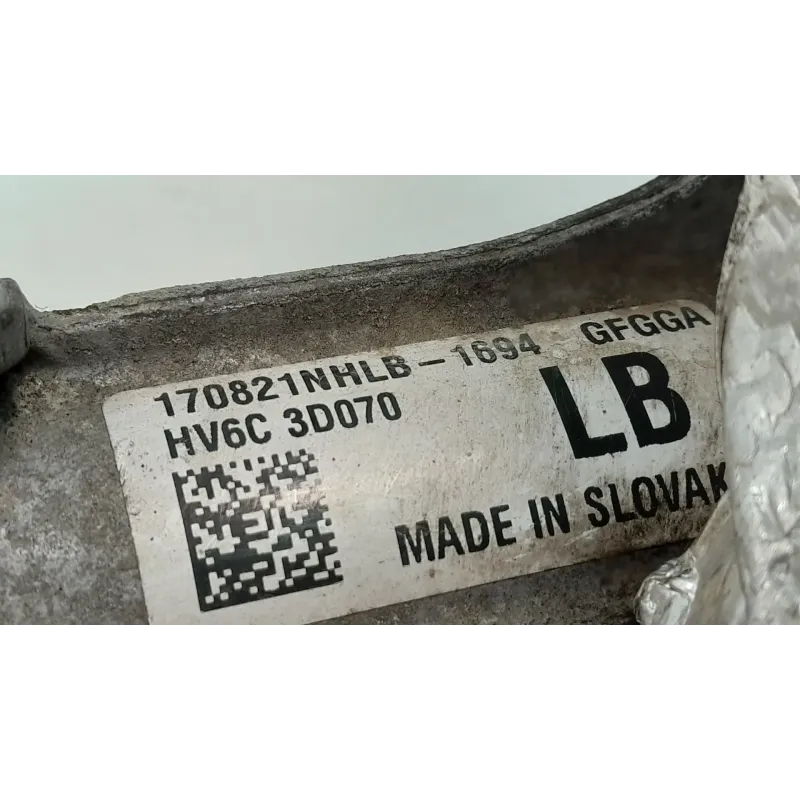 170821NHLB-1694 GFGGA
HV6C 3D070
LB
MADE IN SLOVAK